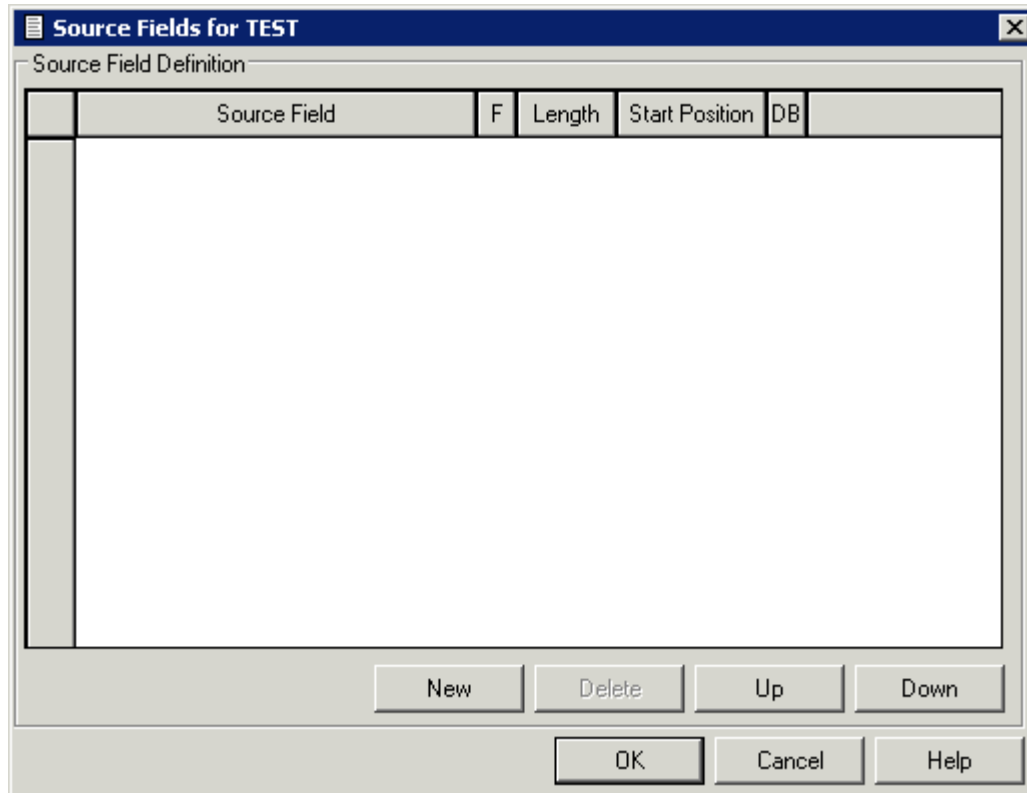 Source Fields for TEST
Source Field Definition
Source Field F Length Start Position DB
New Delete Up Down
OK Cancel Help